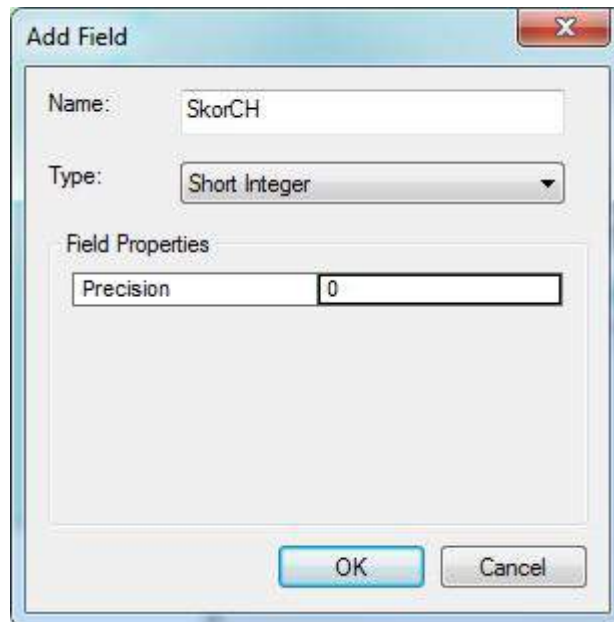 Add Field
Name: SkorCH
Type: Short Integer
Field Properties
Precision 0
OK Cancel